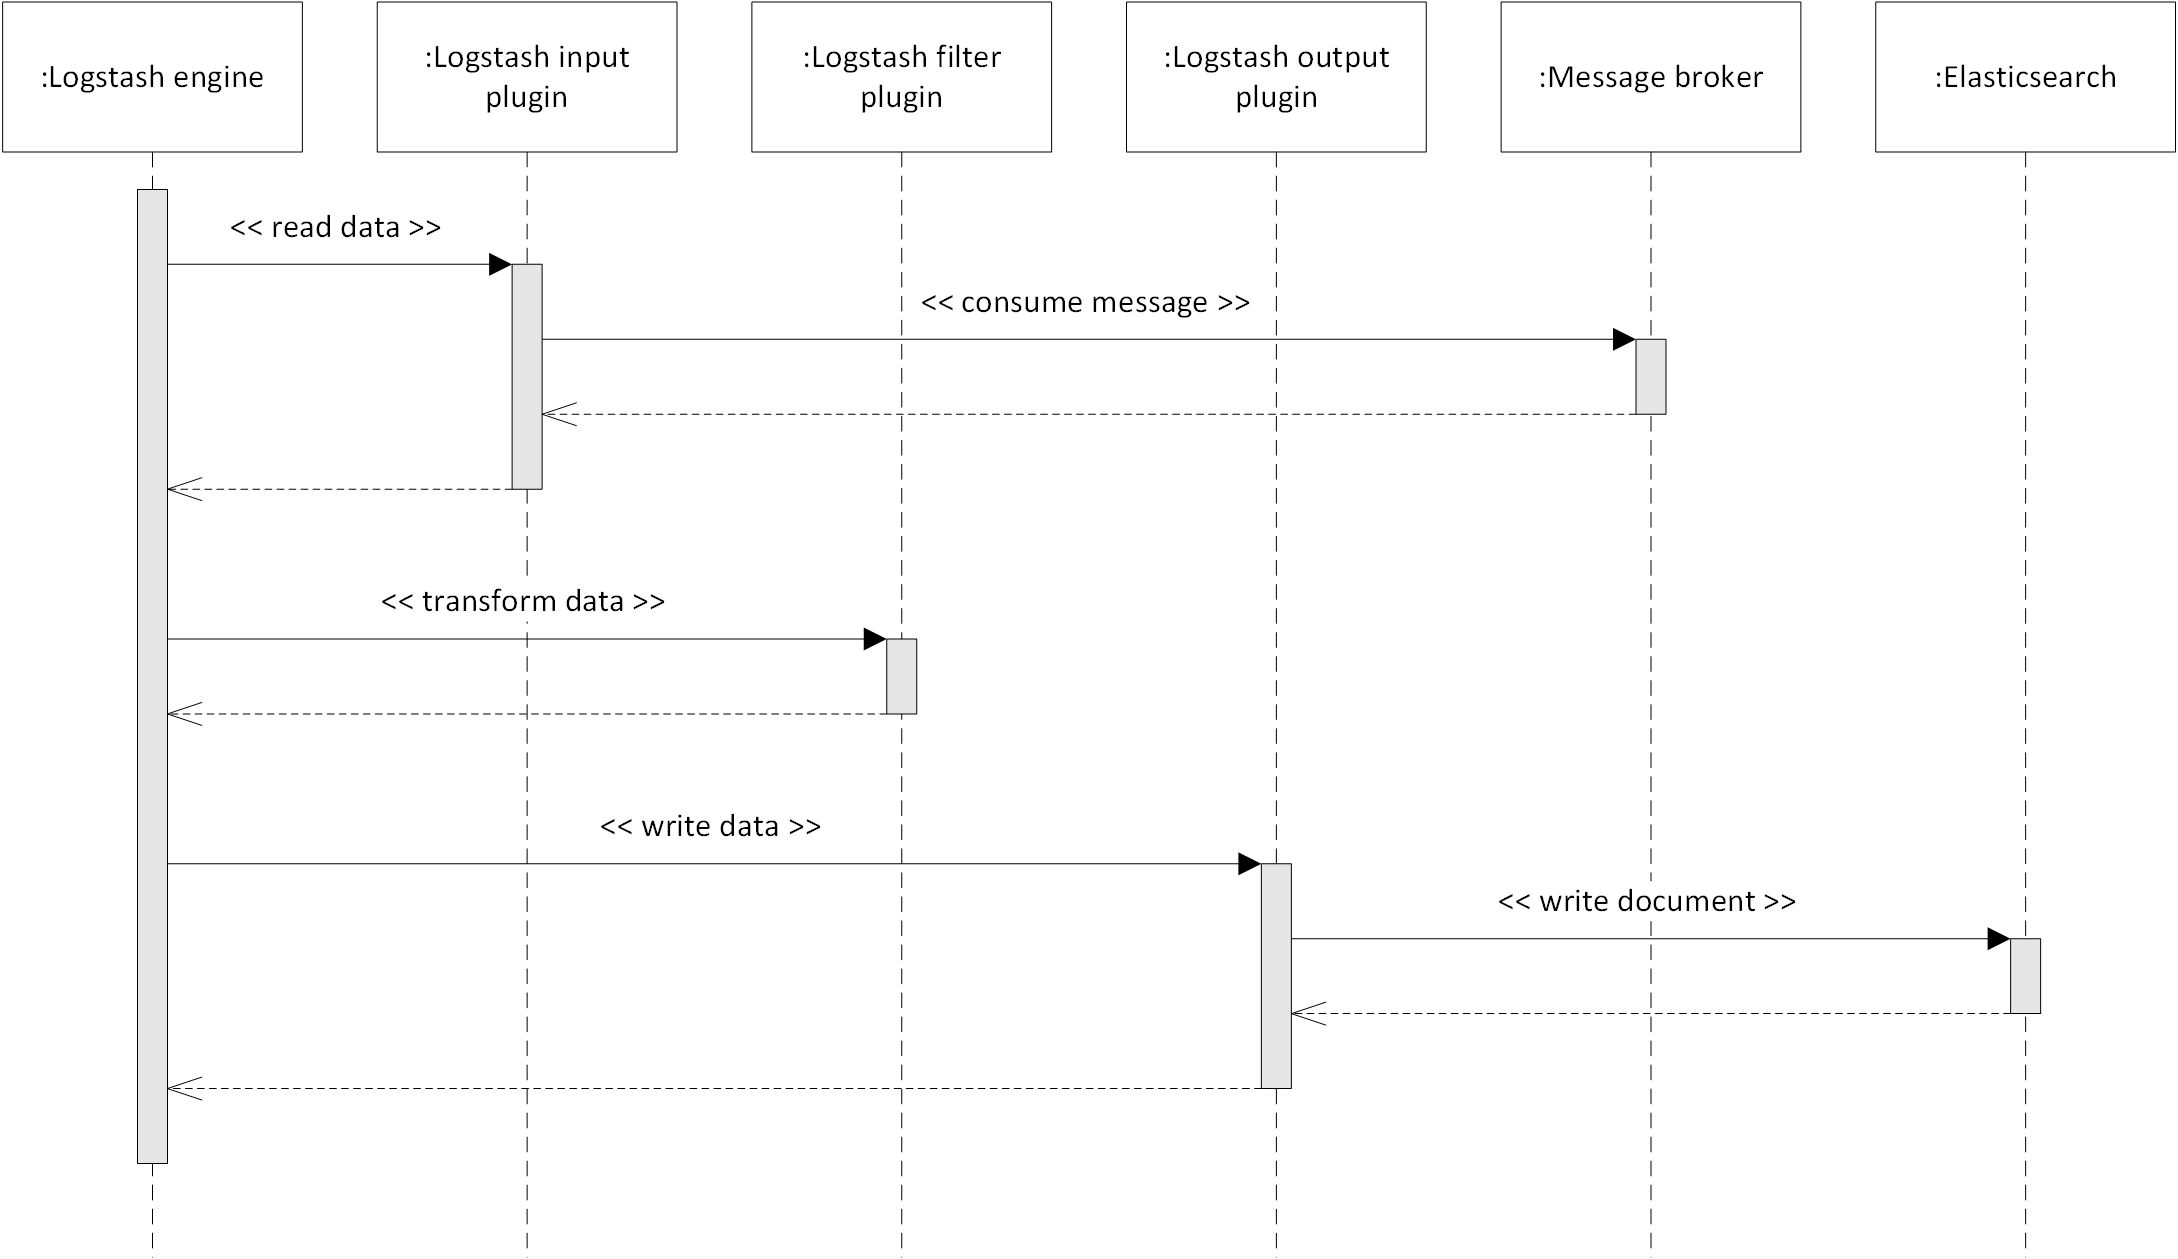 :Logstash engine
:Logstash input
plugin
:Logstash filter
plugin
:Logstash output
plugin
:Message broker
:Elasticsearch
<< read data >>
<< consume message >>
<< transform data >>
<< write data >>
<< write document >>